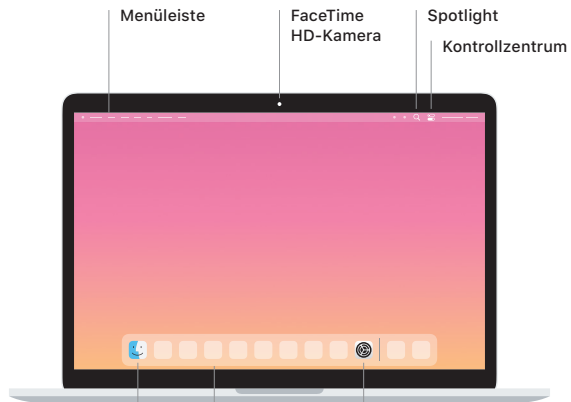 Menüleiste
FaceTime
HD-Kamera
Spotlight
Kontrollzentrum